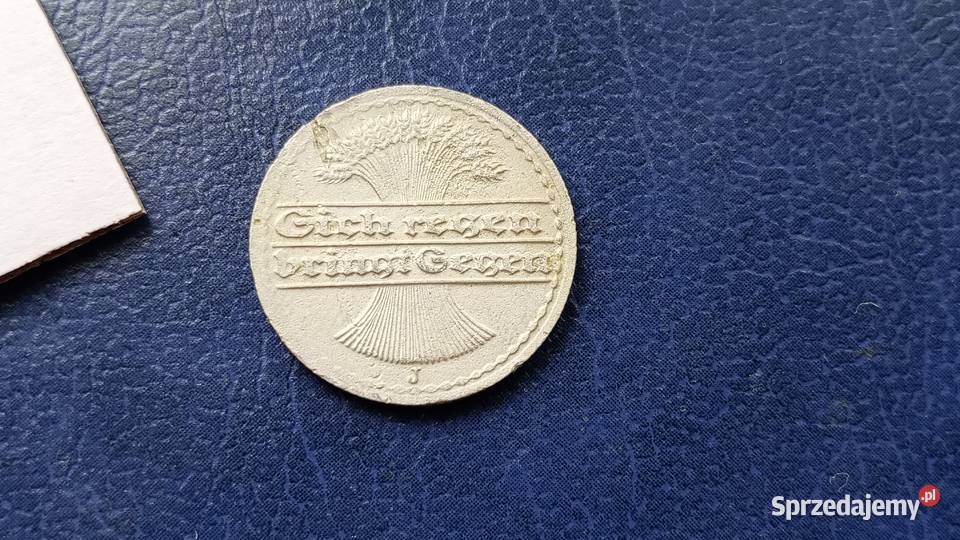 Sich regen
bringt Segen
J
Sprzedajemy.pl